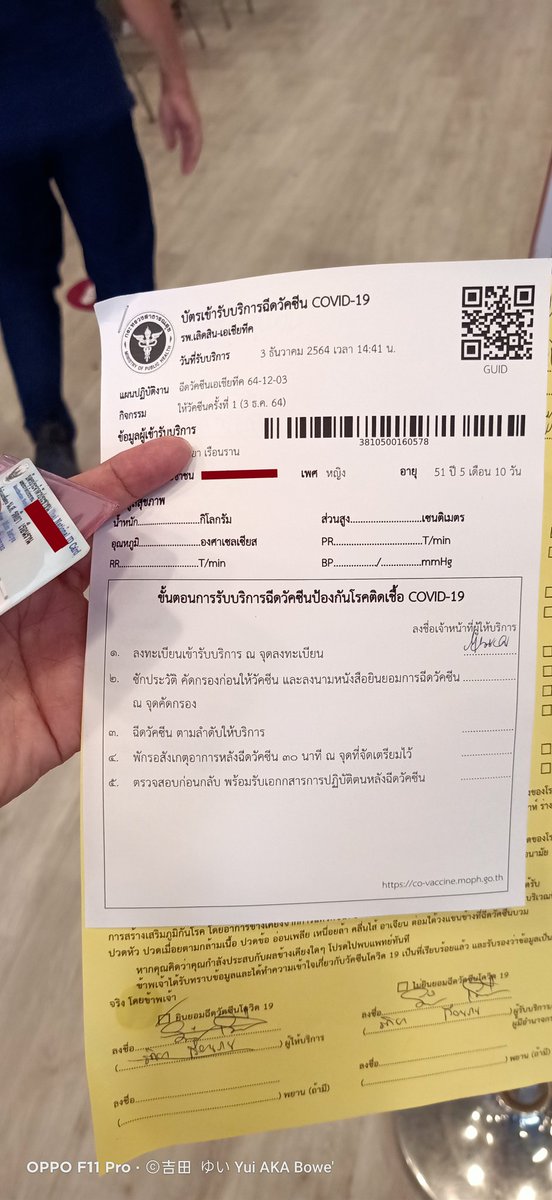 บัตรเข้ารับบริการฉีดวัคซีน COVID-19
รพ.เลิดสิน-เอเชียทีค
วันที่รับบริการ 3 ธันวาคม 2564 เวลา 14:41 น.
GUID
กระทรวงสาธารณสุข
MINISTRY OF PUBLIC HEALTH
แผนปฏิบัติงาน ฉีดวัคซีนเอเชียทีค 64-12-03
กิจกรรม ให้วัคซีนครั้งที่ 1 (3 ธ.ค. 64)
ข้อมูลผู้เข้ารับบริการ
3810500160578
เรือนราน
ชาชน เพศ หญิง อายุ 51 ปี 5 เดือน 10 วัน
สุขภาพ
น้ำหนัก..............กิโลกรัม ส่วนสูง..............เซนติเมตร
อุณหภูมิ..............องศาเซลเซียส PR..............T/min
RR..............T/min BP............/............mmHg
ขั้นตอนการรับบริการฉีดวัคซีนป้องกันโรคติดเชื้อ COVID-19
ลงชื่อเจ้าหน้าที่ผู้ให้บริการ
๑. ลงทะเบียนเข้ารับบริการ ณ จุดลงทะเบียน
๒. ซักประวัติ คัดกรองก่อนให้วัคซีน และลงนามหนังสือยินยอมการฉีดวัคซีน
ณ จุดคัดกรอง
๓. ฉีดวัคซีน ตามลำดับให้บริการ
๔. พักรอสังเกตุอาการหลังฉีดวัคซีน ๓๐ นาที ณ จุดที่จัดเตรียมไว้
๕. ตรวจสอบก่อนกลับ พร้อมรับเอกกสารการปฏิบัติตนหลังฉีดวัคซีน
https://co-vaccine.moph.go.th
ปวดหัว ปวดเมื่อยตามกล้ามเนื้อ ปวดข้อ อ่อนเพลีย เหนื่อยล้า คลื่นไส้ อาเจียน ต่อมใต้วงแขนข้างที่ฉีดวัคซีนบวม
หากคุณคิดว่าคุณกำลังประสบกับผลข้างเคียงใดๆ โปรดไปพบแพทย์ทันที
ข้าพเจ้าได้รับทราบข้อมูลและได้ทำความเข้าใจเกี่ยวกับวัคซีนโควิด 19 เป็นที่เรียบร้อยแล้ว และรับรองว่าข้อมูลเป็น
จริง โดยข้าพเจ้า
ยินยอมฉีดวัคซีนโควิด 19 ไม่ยินยอมฉีดวัคซีนโควิด 19
ลงชื่อ ผู้ให้บริการ ลงชื่อ ผู้รับบริการ
ผู้มีอำนาจ
ลงชื่อ พยาน (ถ้ามี) ลงชื่อ พยาน (ถ้ามี)
OPPO F11 Pro · ©吉田 ゆい Yui AKA Bowe'